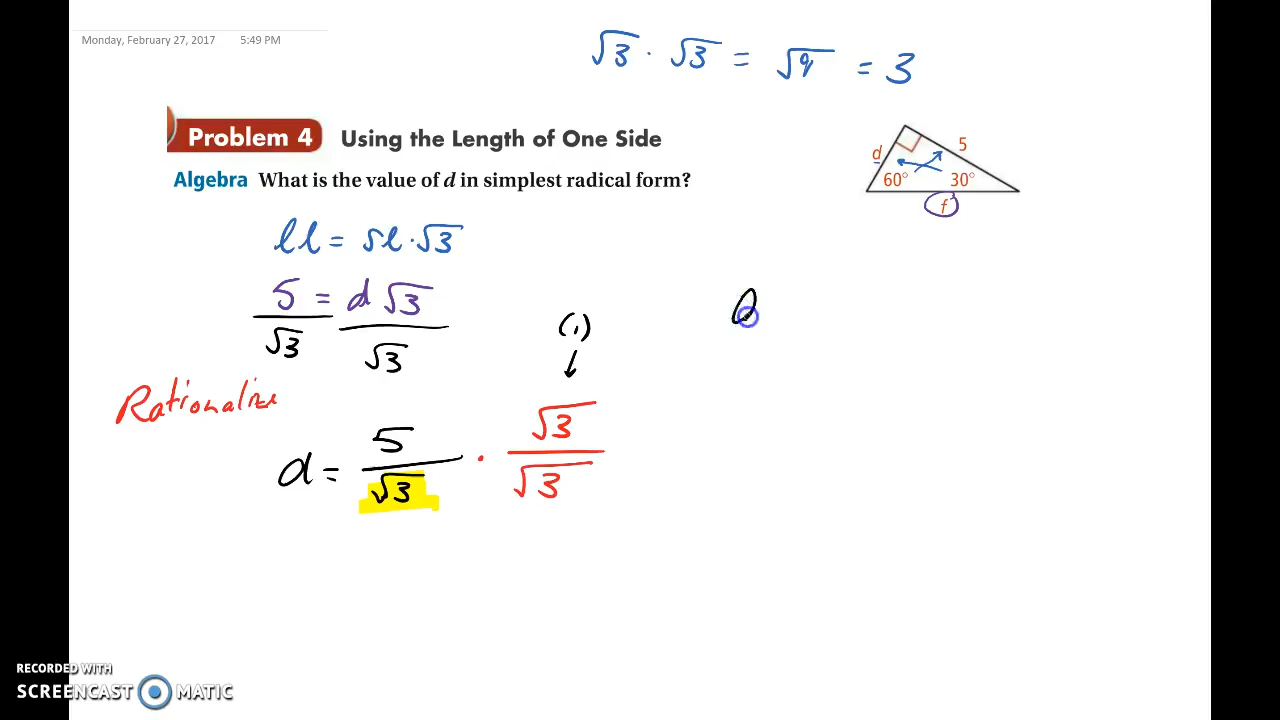 Monday, February 27, 2017 5:49 PM
√3 · √3 = √9 = 3
Problem 4 Using the Length of One Side
Algebra What is the value of d in simplest radical form?
d 5
60° 30°
f
ll = sl · √3
5 = d √3
√3 √3
(1)
Rationalize
d = 5/√3 · √3/√3
RECORDED WITH
SCREENCAST MATIC